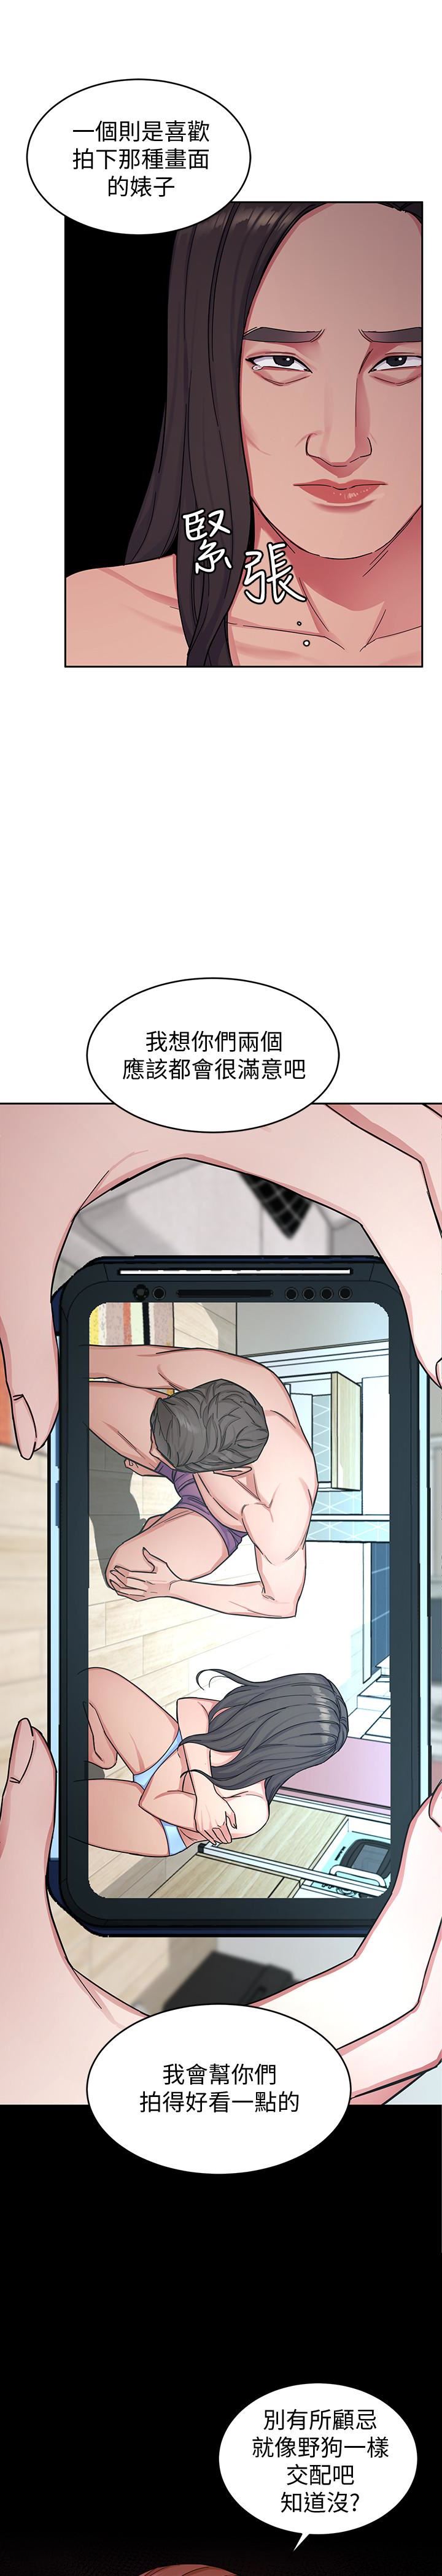 一個則是喜歡
拍下那種畫面
的婊子
緊張
我想你們兩個
應該都會很滿意吧
我會幫你們
拍得好看一點的
別有所顧忌
就像野狗一樣
交配吧
知道沒?